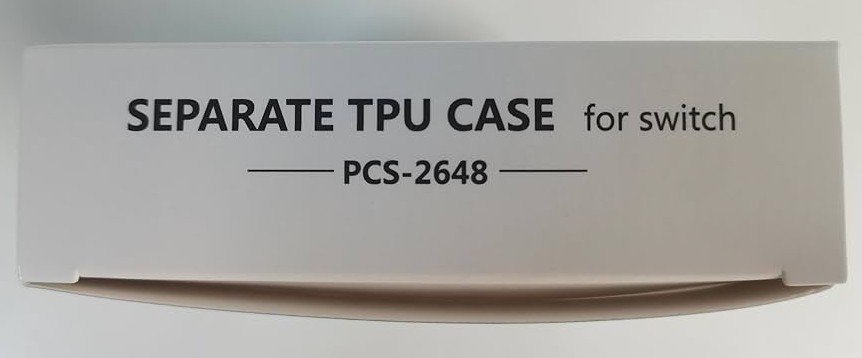 SEPARATE TPU CASE for switch
PCS-2648